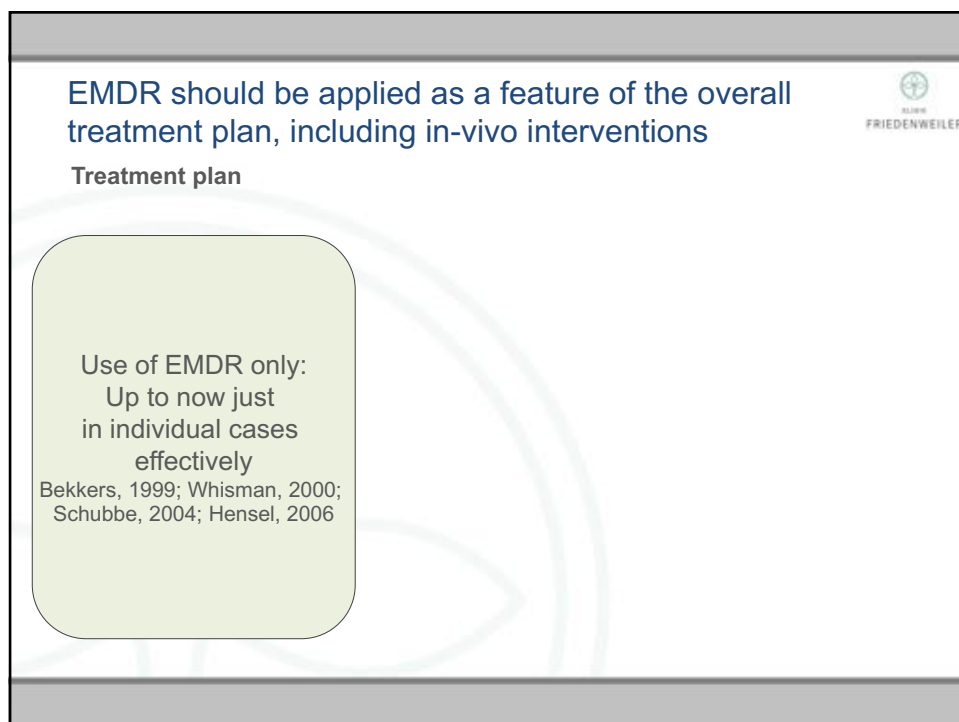 EMDR should be applied as a feature of the overall
treatment plan, including in-vivo interventions
KLINIK
FRIEDENWEILER
Treatment plan
Use of EMDR only:
Up to now just
in individual cases
effectively
Bekkers, 1999; Whisman, 2000;
Schubbe, 2004; Hensel, 2006